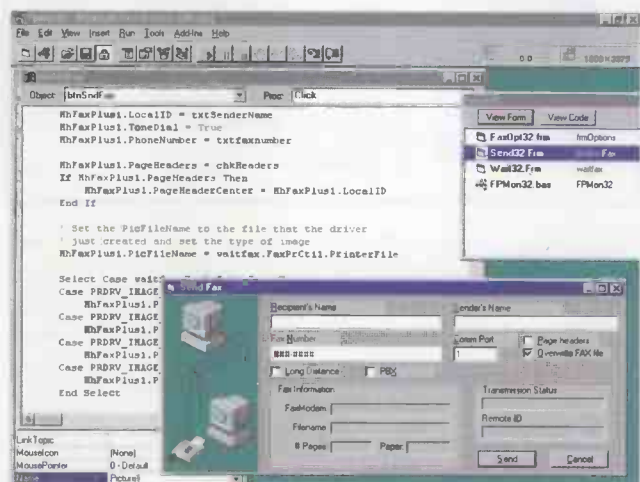 File Edit View Insert Run Tools Add-Ins Help
0.0
Object: Proc: Click
MhFaxPlus1.LocalID = txtSenderName
MhFaxPlus1.ToneDial = True
MhFaxPlus1.PhoneNumber = txtfaxnumber
MhFaxPlus1.PageHeaders = chkHeaders
If MhFaxPlus1.PageHeaders Then
MhFaxPlus1.PageHeaderCenter = MhFaxPlus1.LocalID
End If
' Set the PicFileName to the file that the driver
' just created and set the type of image
MhFaxPlus1.PicFileName = waitfax.FaxPrCtl1.PrinterFile
Select Case
Case PRDRV_IMAGE
MhFaxPlus1.P
Case PRDRV_IMAGE
MhFaxPlus1.P
Case PRDRV_IMAGE
MhFaxPlus1.P
Case PRDRV_IMAGE
MhFaxPlus1.P
End Select
View Form View Code
FaxOpt32.frm frmOptions
Send32.Frm Fax
Wait32.Frm waitfax
FPMon32.bas FPMon32
Send Fax
Recipient's Name Sender's Name
Fax Number Comm Port Page headers
###-#### 1 Overwrite FAX file
Long Distance PBX
Fax Information Transmission Status
FaxModem
Filename Remote ID
# Pages Paper
Send Cancel
LinkTopic
MouseIcon (None)
MousePointer 0 - Default
Name Picture3